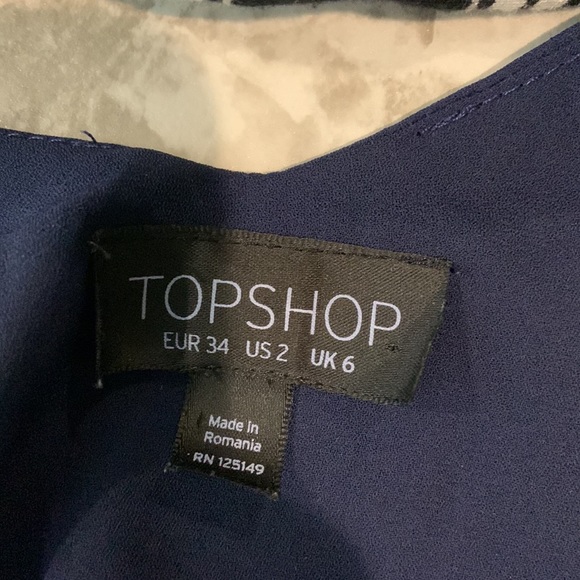 TOPSHOP
EUR 34 US 2 UK 6
Made in
Romania
RN 125149